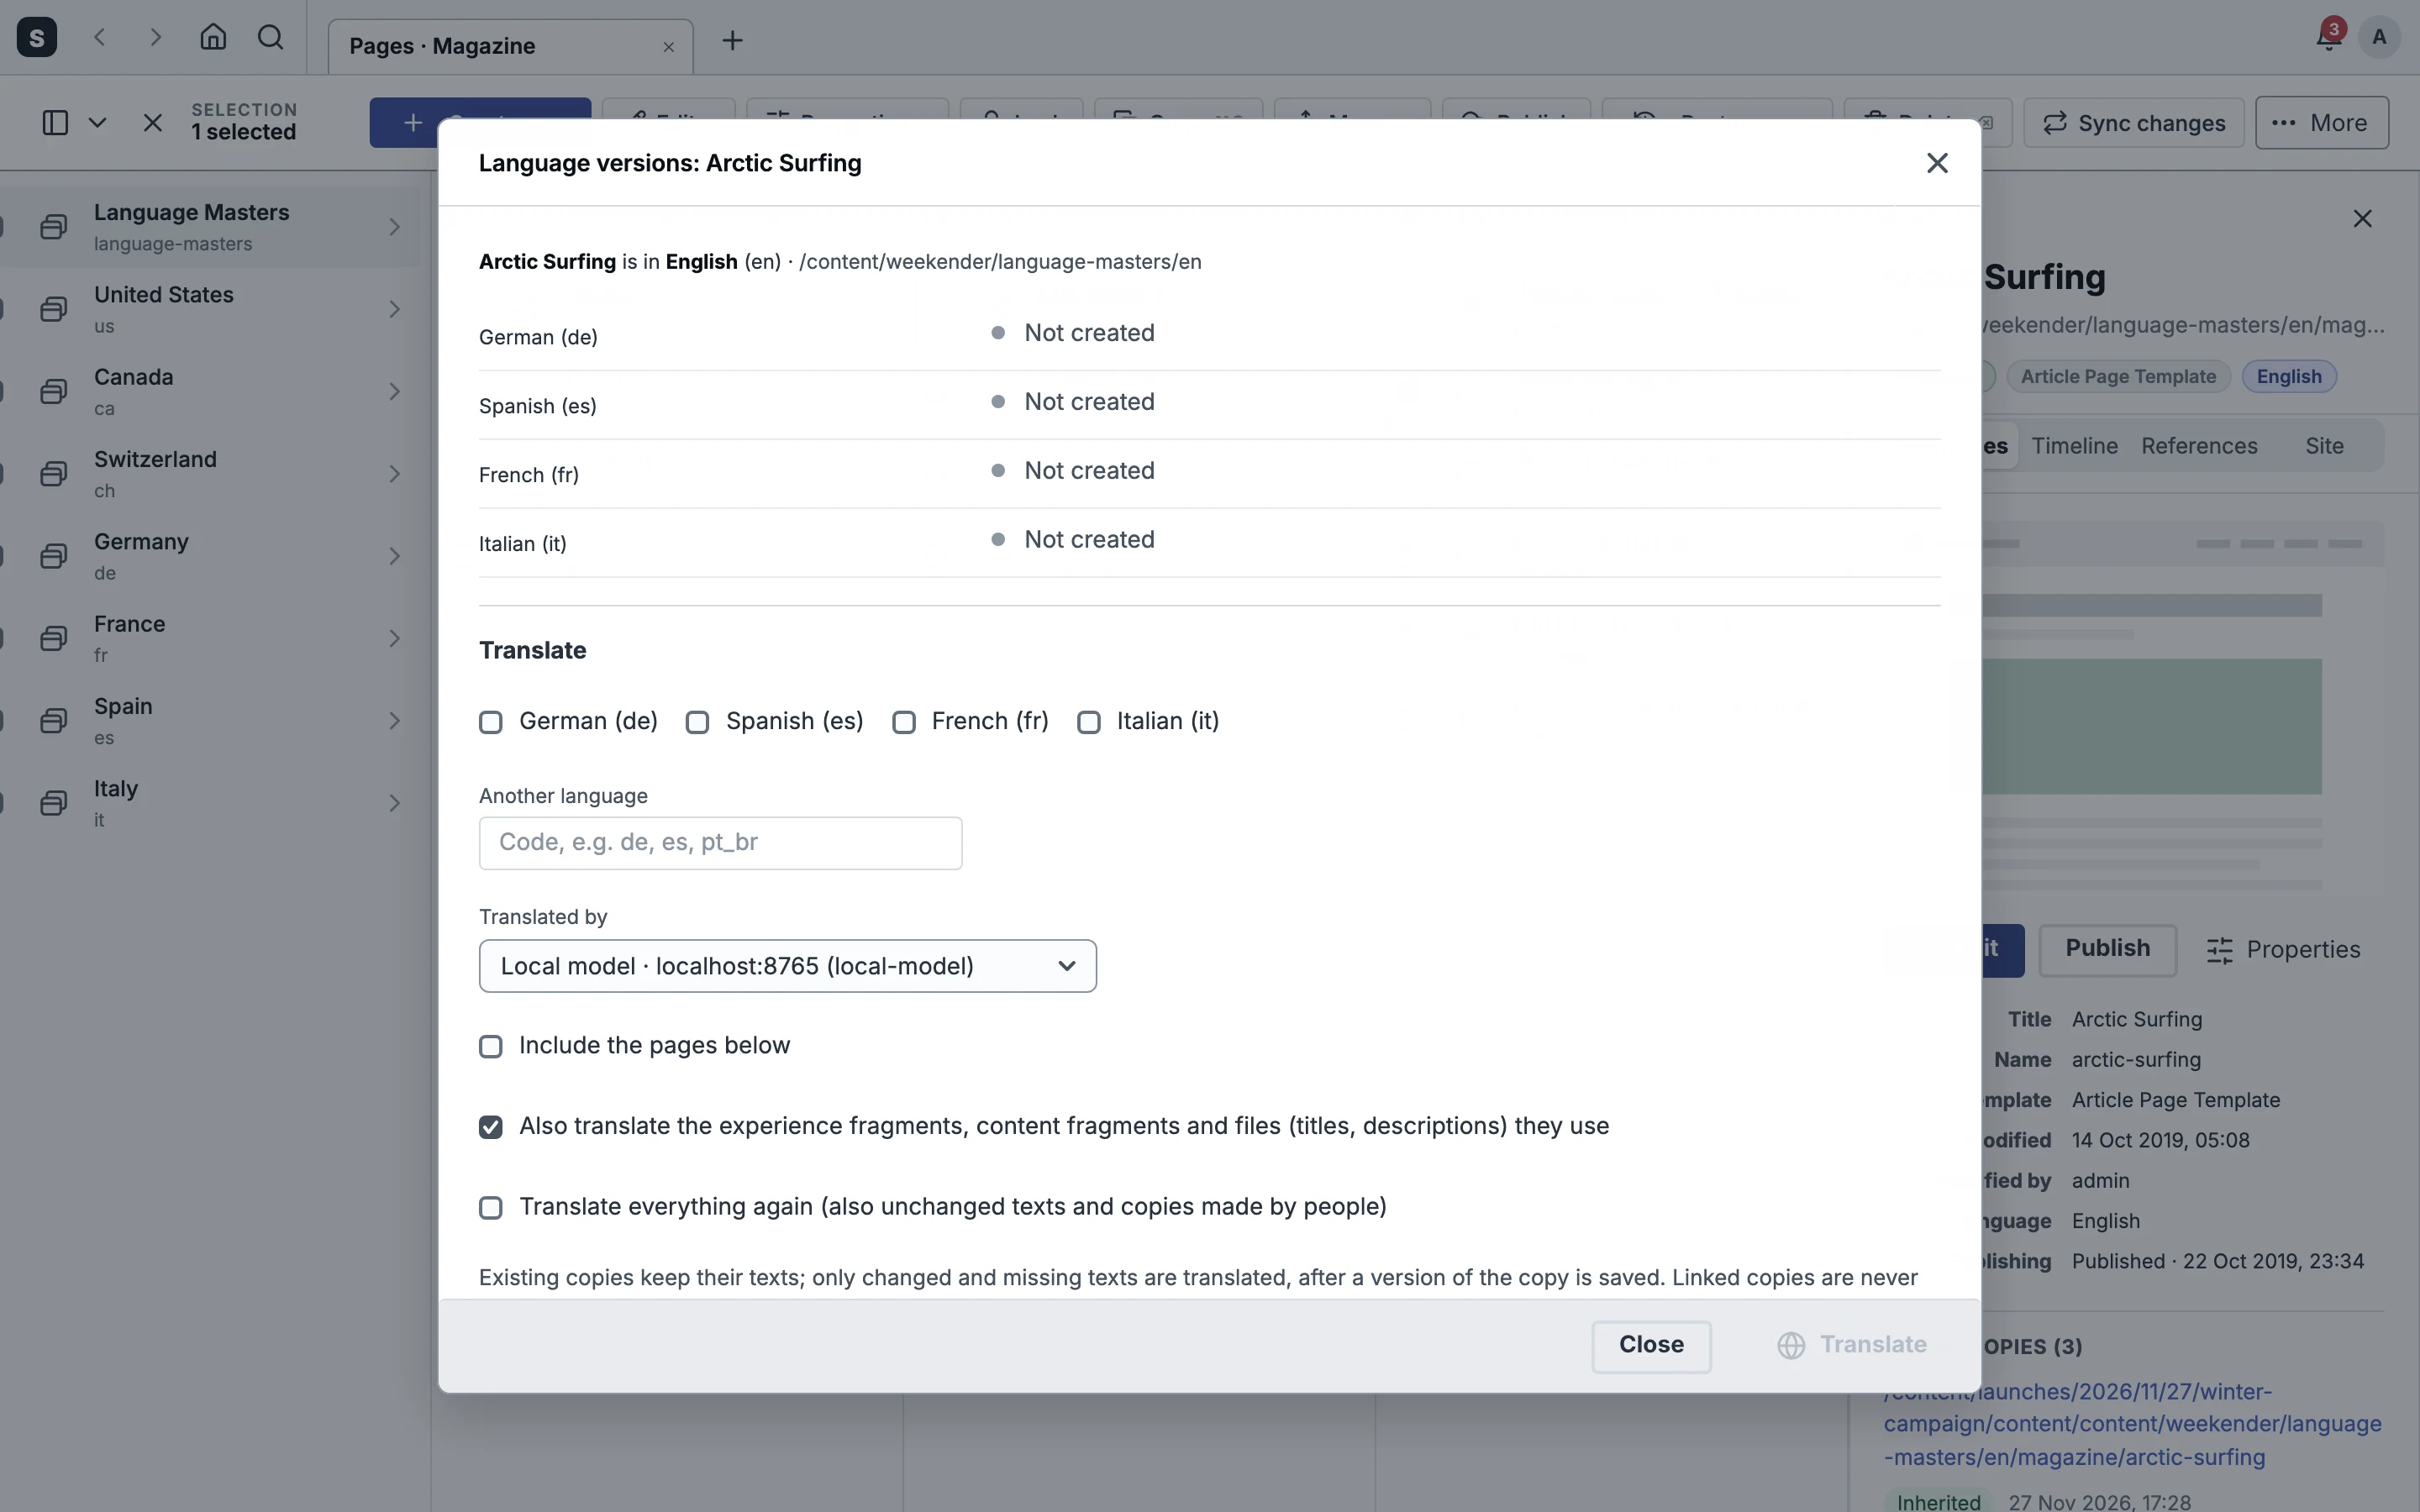 S
Pages · Magazine
3
A
SELECTION
1 selected
Sync changes
More
Language Masters
language-masters
United States
us
Canada
ca
Switzerland
ch
Germany
de
France
fr
Spain
es
Italy
it
Language versions: Arctic Surfing
Arctic Surfing is in English (en) · /content/weekender/language-masters/en
German (de) Not created
Spanish (es) Not created
French (fr) Not created
Italian (it) Not created
Translate
German (de) Spanish (es) French (fr) Italian (it)
Another language
Code, e.g. de, es, pt_br
Translated by
Local model · localhost:8765 (local-model)
Include the pages below
Also translate the experience fragments, content fragments and files (titles, descriptions) they use
Translate everything again (also unchanged texts and copies made by people)
Existing copies keep their texts; only changed and missing texts are translated, after a version of the copy is saved. Linked copies are never
Close Translate
Surfing
eekender/language-masters/en/mag...
Article Page Template English
es Timeline References Site
it Publish Properties
Title Arctic Surfing
Name arctic-surfing
mplate Article Page Template
odified 14 Oct 2019, 05:08
fied by admin
nguage English
lishing Published · 22 Oct 2019, 23:34
OPIES (3)
/content/launches/2026/11/27/winter-
campaign/content/content/weekender/language
-masters/en/magazine/arctic-surfing
Inherited 27 Nov 2026, 17:28